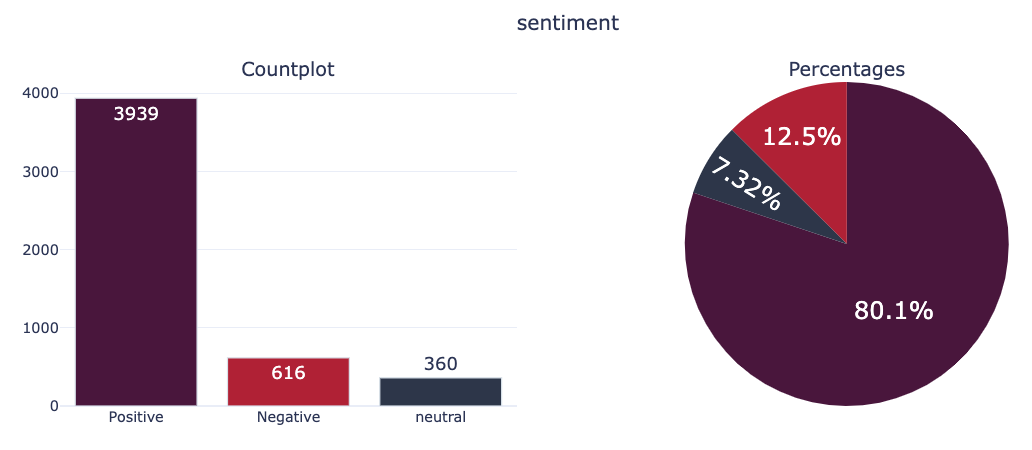 sentiment
Countplot
4000
3000
2000
1000
0
3939
616
360
Positive
Negative
neutral
Percentages
12.5%
7.32%
80.1%